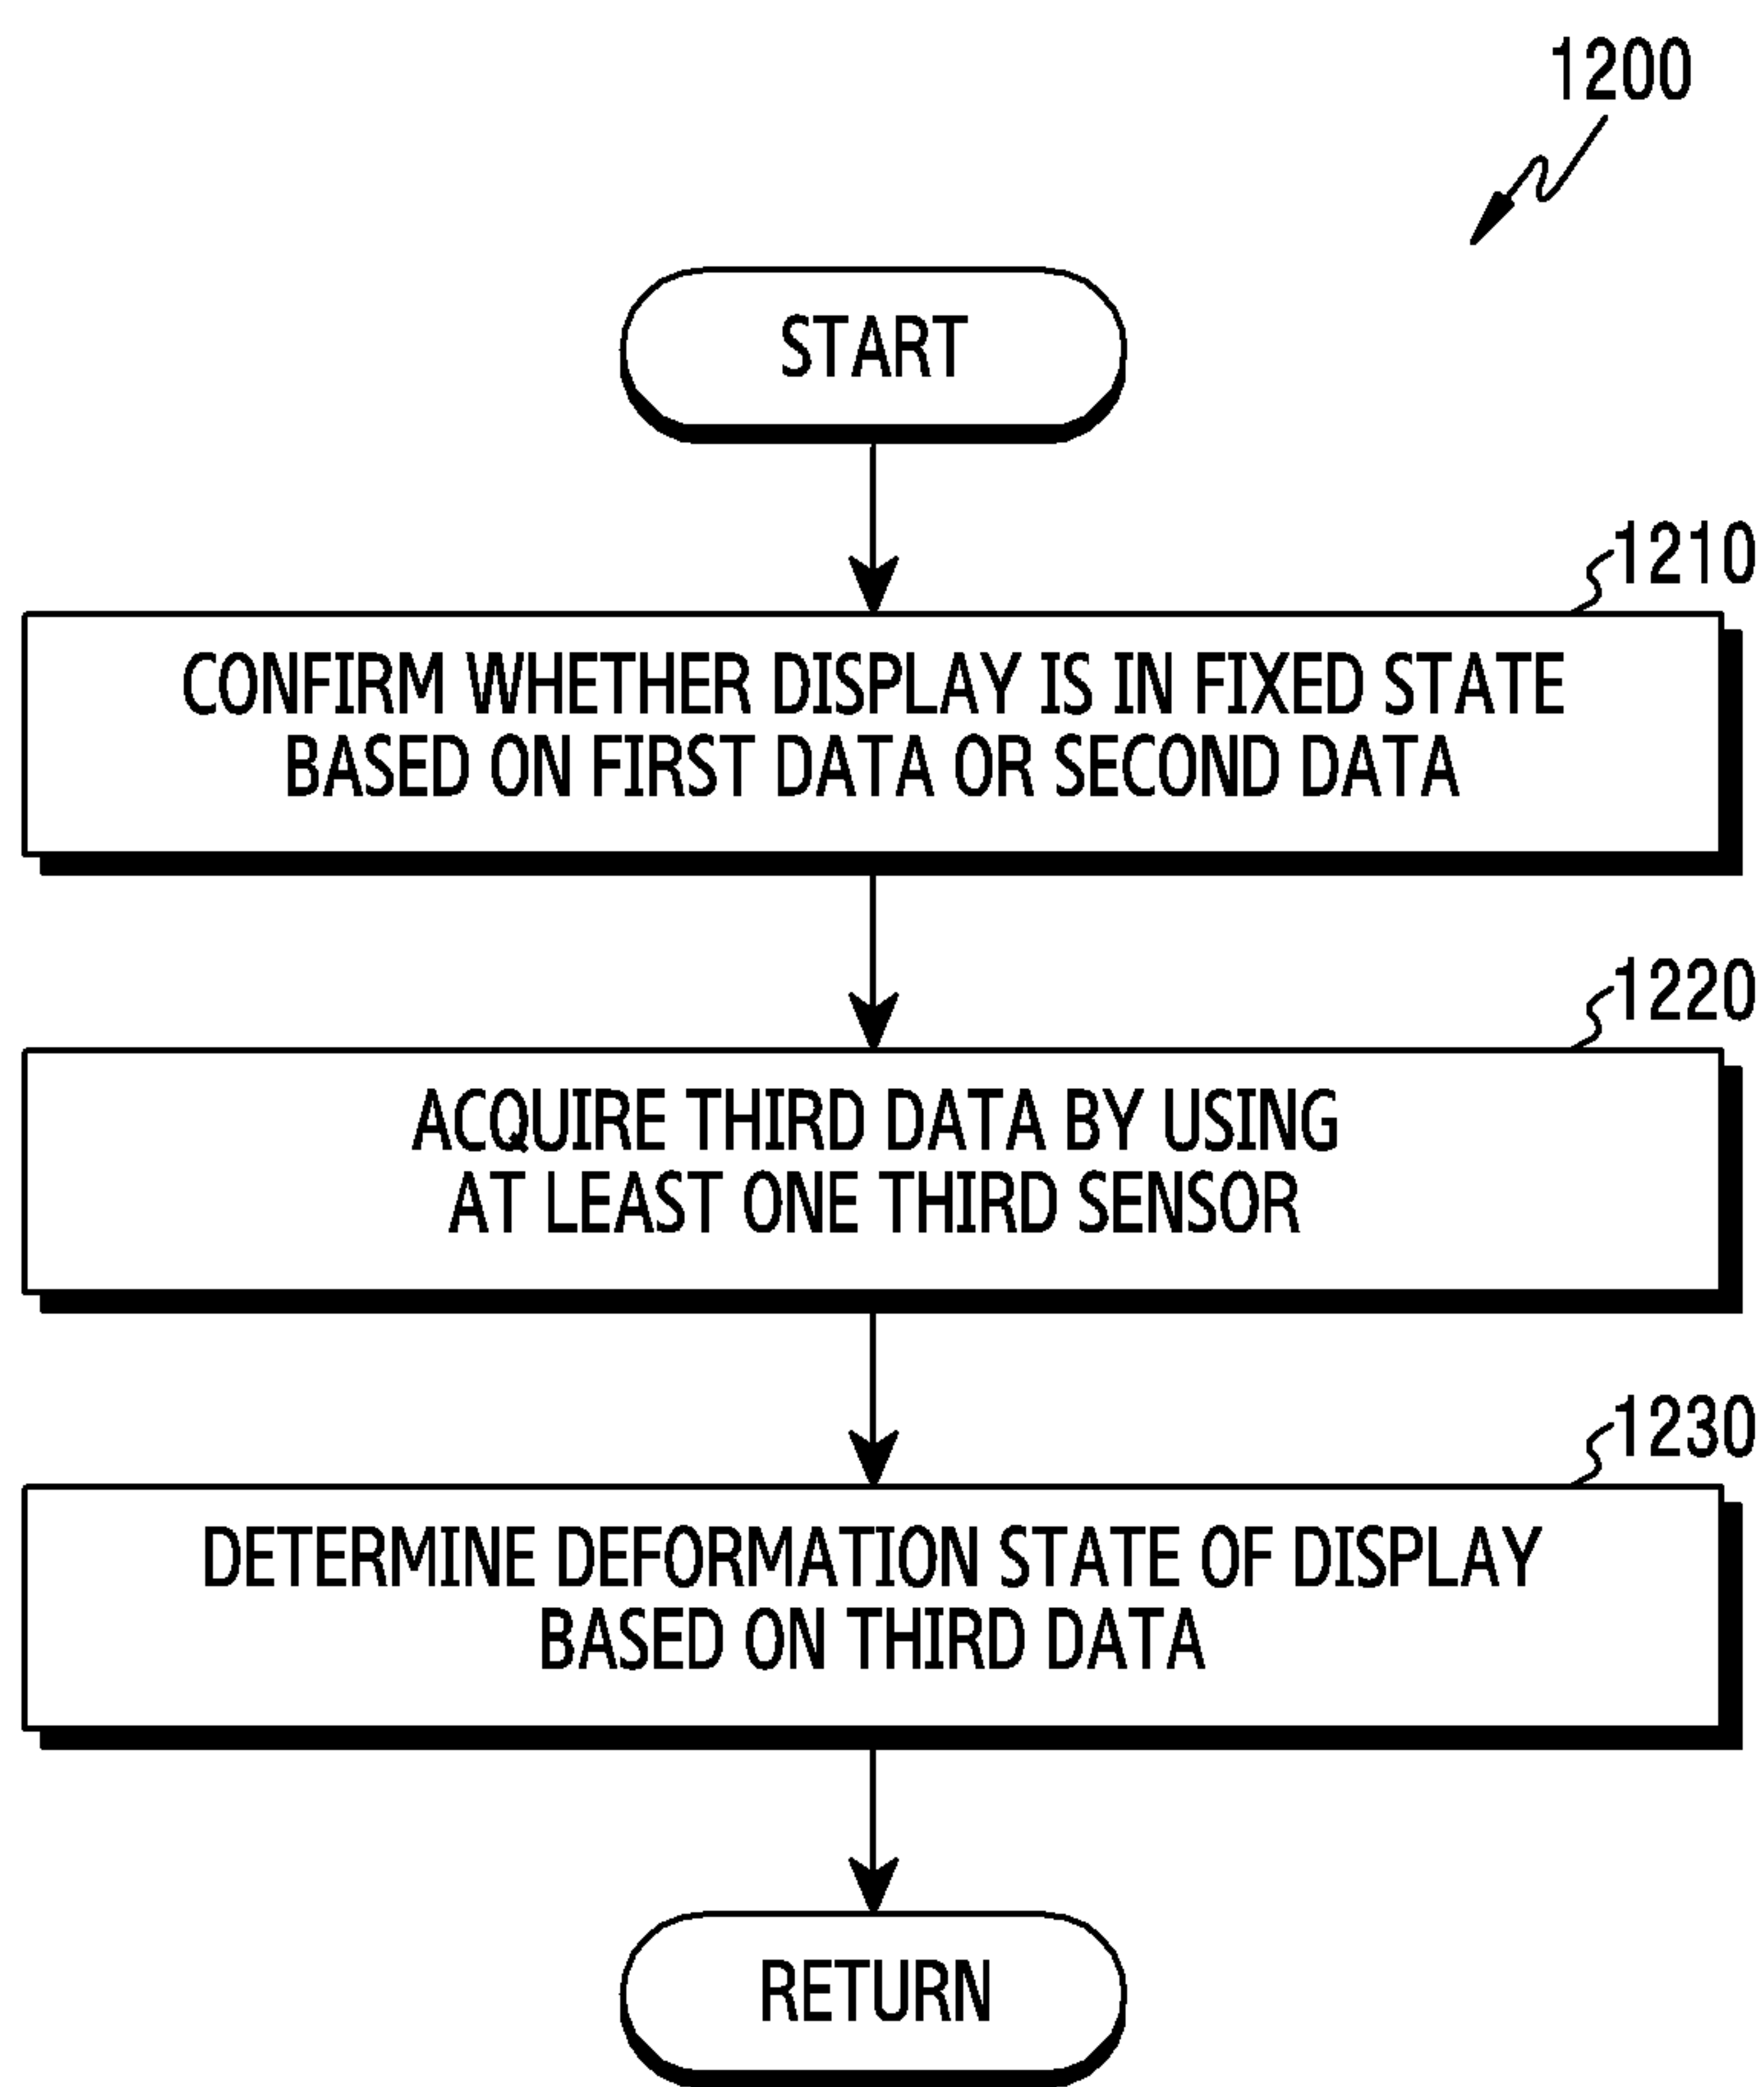 1200
START
1210
CONFIRM WHETHER DISPLAY IS IN FIXED STATE
BASED ON FIRST DATA OR SECOND DATA
1220
ACQUIRE THIRD DATA BY USING
AT LEAST ONE THIRD SENSOR
1230
DETERMINE DEFORMATION STATE OF DISPLAY
BASED ON THIRD DATA
RETURN